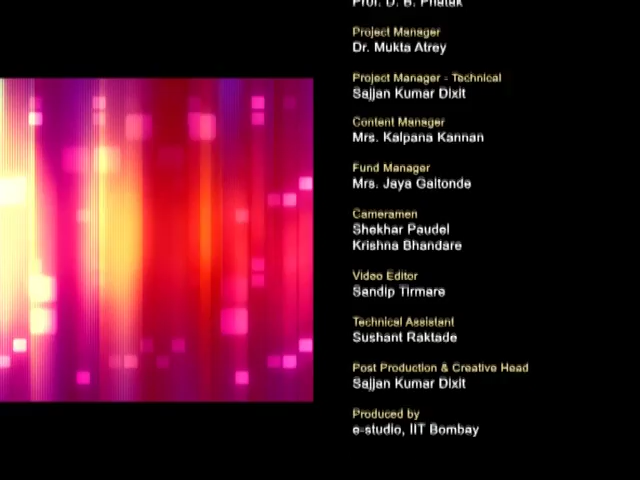 Prof. D. B. Phatak
Project Manager
Dr. Mukta Atrey
Project Manager - Technical
Sajjan Kumar Dixit
Content Manager
Mrs. Kalpana Kannan
Fund Manager
Mrs. Jaya Gaitonde
Cameramen
Shekhar Paudel
Krishna Bhandare
Video Editor
Sandip Tirmare
Technical Assistant
Sushant Raktade
Post Production & Creative Head
Sajjan Kumar Dixit
Produced by
e-studio, IIT Bombay